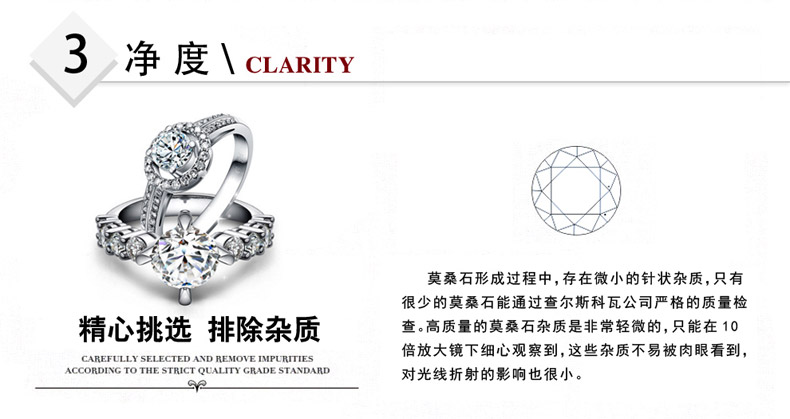 3 净度\ CLARITY
精心挑选 排除杂质
CAREFULLY SELECTED AND REMOVE IMPURITIES
ACCORDING TO THE STRICT QUALITY GRADE STANDARD
莫桑石形成过程中,存在微小的针状杂质,只有
很少的莫桑石能通过查尔斯科瓦公司严格的质量检
查。高质量的莫桑石杂质是非常轻微的,只能在10
倍放大镜下细心观察到,这些杂质不易被肉眼看到,
对光线折射的影响也很小。